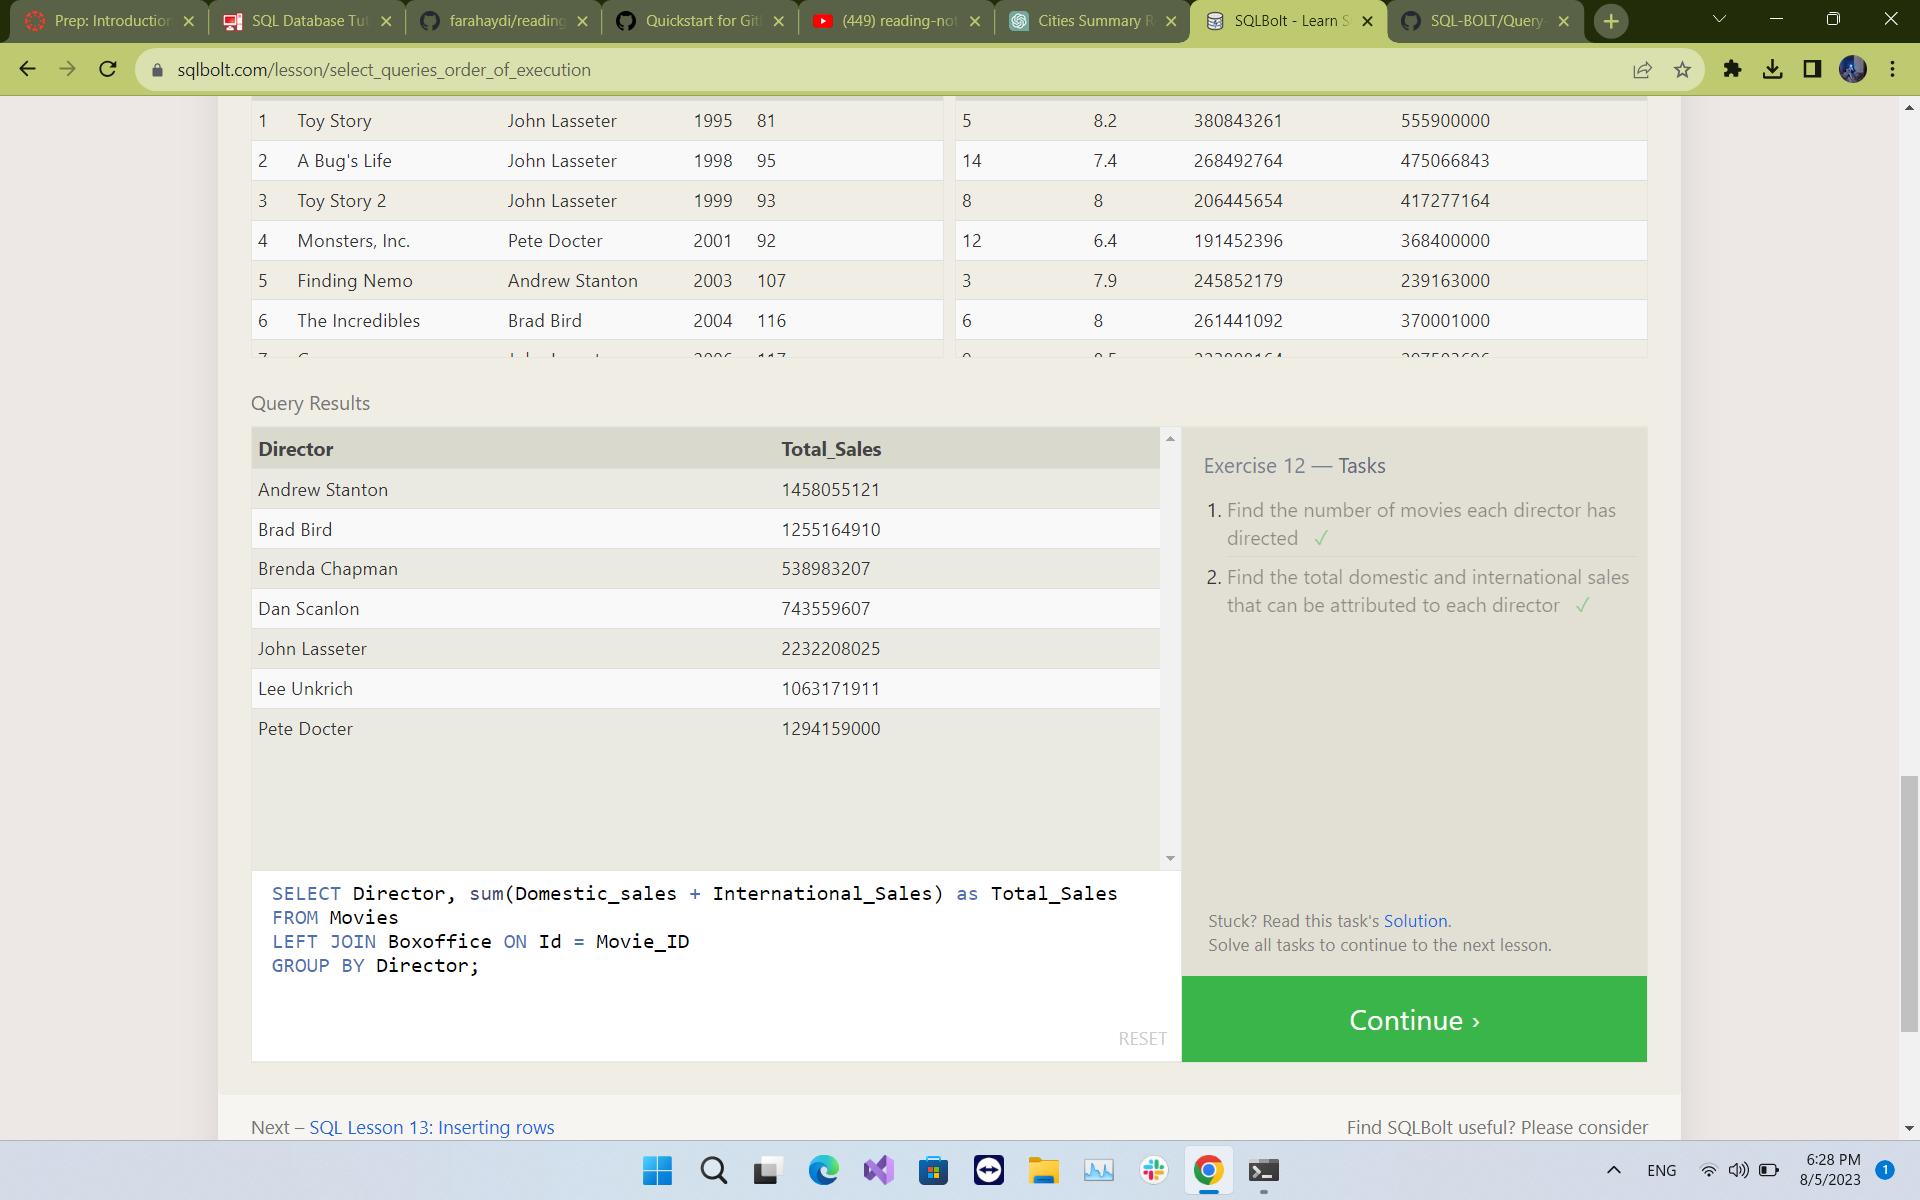 Prep: Introduction
SQL Database Tut
farahaydi/reading
Quickstart for Git
(449) reading-not
Cities Summary R
SQLBolt - Learn S
SQL-BOLT/Query-
sqlbolt.com/lesson/select_queries_order_of_execution
1 Toy Story John Lasseter 1995 81 5 8.2 380843261 555900000
2 A Bug's Life John Lasseter 1998 95 14 7.4 268492764 475066843
3 Toy Story 2 John Lasseter 1999 93 8 8 206445654 417277164
4 Monsters, Inc. Pete Docter 2001 92 12 6.4 191452396 368400000
5 Finding Nemo Andrew Stanton 2003 107 3 7.9 245852179 239163000
6 The Incredibles Brad Bird 2004 116 6 8 261441092 370001000
Query Results
Director Total_Sales
Andrew Stanton 1458055121
Brad Bird 1255164910
Brenda Chapman 538983207
Dan Scanlon 743559607
John Lasseter 2232208025
Lee Unkrich 1063171911
Pete Docter 1294159000
SELECT Director, sum(Domestic_sales + International_Sales) as Total_Sales
FROM Movies
LEFT JOIN Boxoffice ON Id = Movie_ID
GROUP BY Director;
RESET
Exercise 12 — Tasks
1. Find the number of movies each director has
directed ✓
2. Find the total domestic and international sales
that can be attributed to each director ✓
Stuck? Read this task's Solution.
Solve all tasks to continue to the next lesson.
Continue ›
Next – SQL Lesson 13: Inserting rows
Find SQLBolt useful? Please consider
ENG
6:28 PM
8/5/2023
1